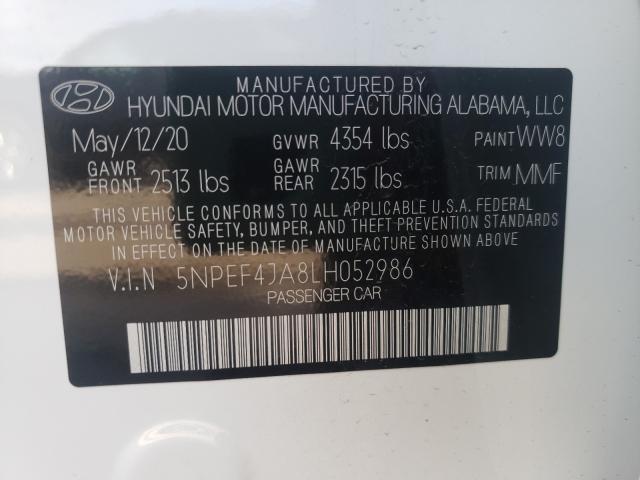 MANUFACTURED BY
HYUNDAI MOTOR MANUFACTURING ALABAMA, LLC
May/12/20 GVWR 4354 lbs PAINT WW8
GAWR FRONT 2513 lbs GAWR REAR 2315 lbs TRIM MMF
THIS VEHICLE CONFORMS TO ALL APPLICABLE U.S.A. FEDERAL
MOTOR VEHICLE SAFETY, BUMPER, AND THEFT PREVENTION STANDARDS
IN EFFECT ON THE DATE OF MANUFACTURE SHOWN ABOVE
V.I.N 5NPEF4JA8LH052986
PASSENGER CAR